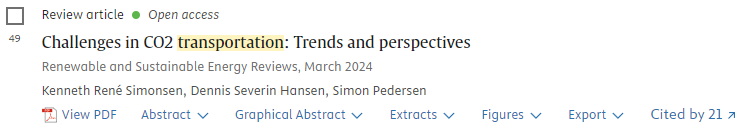 Review article Open access
49
Challenges in CO2 transportation: Trends and perspectives
Renewable and Sustainable Energy Reviews, March 2024
Kenneth René Simonsen, Dennis Severin Hansen, Simon Pedersen
View PDF Abstract Graphical Abstract Extracts Figures Export Cited by 21